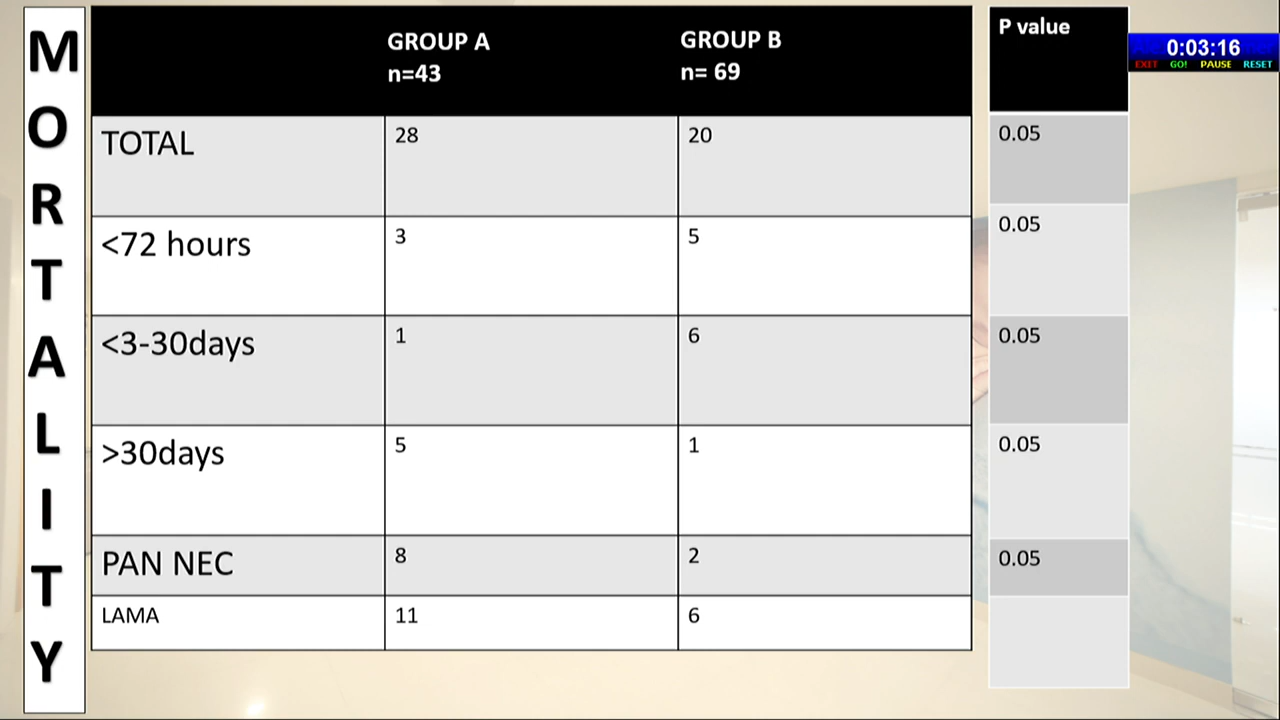 MORTALITY
GROUP A
n=43
GROUP B
n= 69
P value
0:03:16
EXIT GO! PAUSE RESET
TOTAL 28 20 0.05
<72 hours 3 5 0.05
<3-30days 1 6 0.05
>30days 5 1 0.05
PAN NEC 8 2 0.05
LAMA 11 6